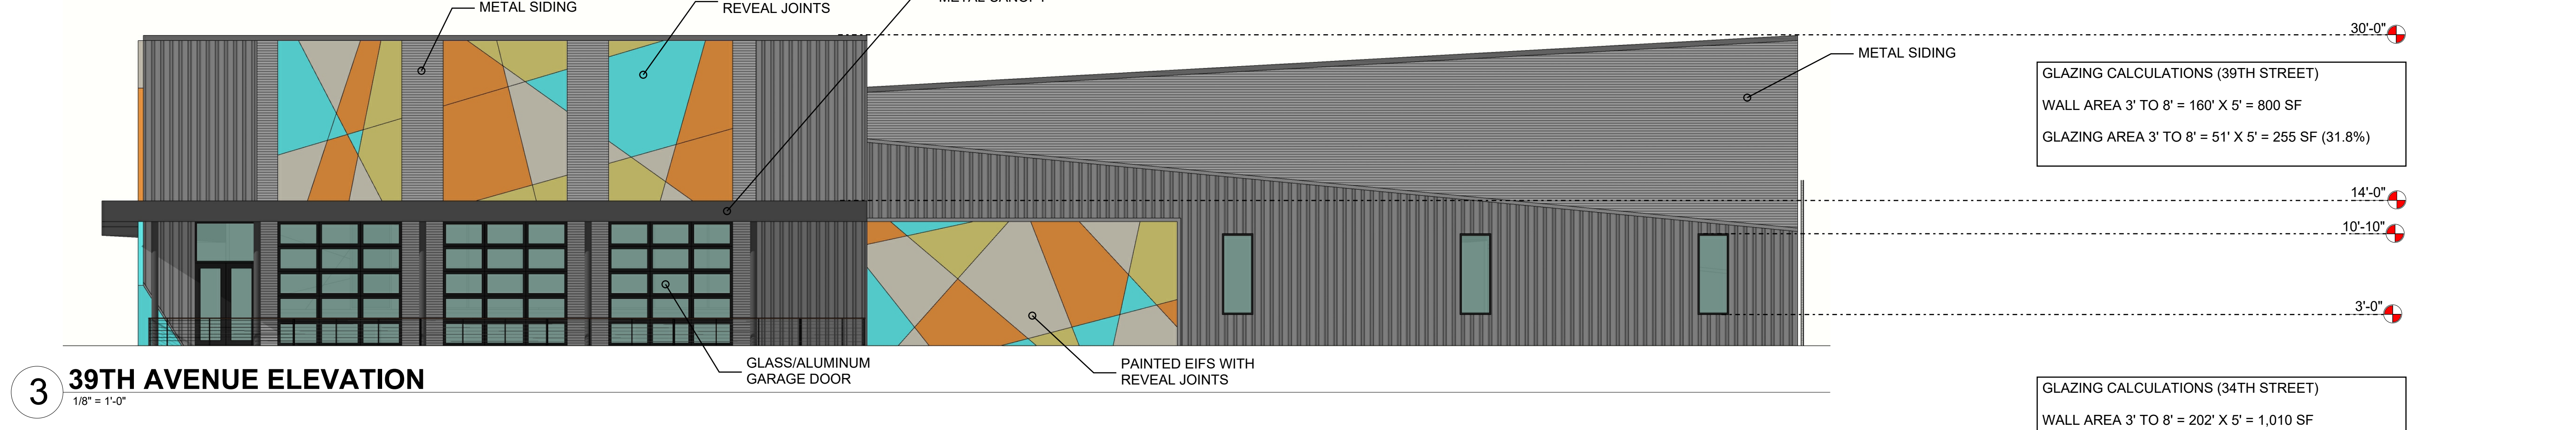 METAL SIDING
REVEAL JOINTS
METAL CANOPY
30'-0"
METAL SIDING
GLAZING CALCULATIONS (39TH STREET)
WALL AREA 3' TO 8' = 160' X 5' = 800 SF
GLAZING AREA 3' TO 8' = 51' X 5' = 255 SF (31.8%)
14'-0"
10'-10"
3'-0"
GLASS/ALUMINUM
GARAGE DOOR
PAINTED EIFS WITH
REVEAL JOINTS
3 39TH AVENUE ELEVATION
1/8" = 1'-0"
GLAZING CALCULATIONS (34TH STREET)
WALL AREA 3' TO 8' = 202' X 5' = 1,010 SF